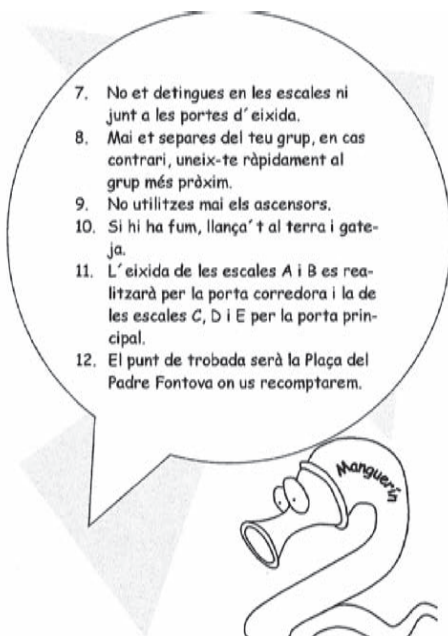 7. No et detingues en les escales ni
junt a les portes d´eixida.
8. Mai et separes del teu grup, en cas
contrari, uneix-te ràpidament al
grup més pròxim.
9. No utilitzes mai els ascensors.
10. Si hi ha fum, llança´t al terra i gate-
ja.
11. L´eixida de les escales A i B es rea-
litzarà per la porta corredora i la de
les escales C, D i E per la porta prin-
cipal.
12. El punt de trobada serà la Plaça del
Padre Fontova on us recomptarem.
Manguerín